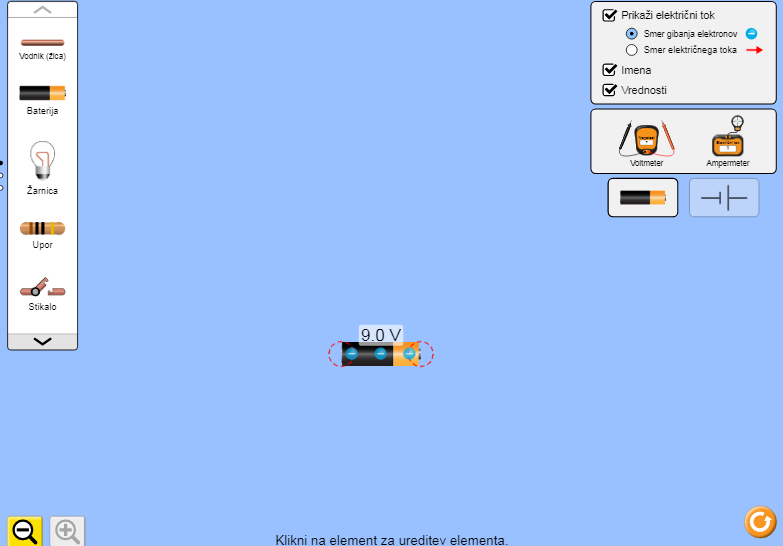 Vodnik (žica)
Baterija
Žarnica
Upor
Stikalo
Prikaži električni tok
Smer gibanja elektronov
Smer električnega toka
Imena
Vrednosti
Voltmeter
Ampermeter
9.0 V
Klikni na element za ureditev elementa.